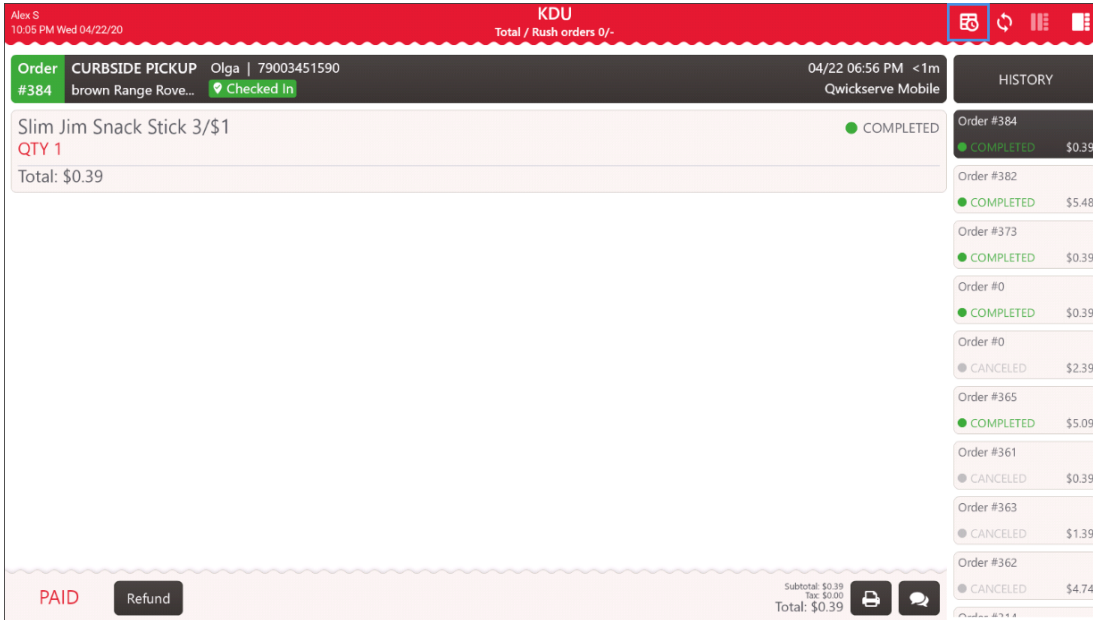 Alex S
10:05 PM Wed 04/22/20
KDU
Total / Rush orders 0/-
Order
#384
CURBSIDE PICKUP Olga | 79003451590
brown Range Rove... Checked In
04/22 06:56 PM <1m
Qwickserve Mobile
Slim Jim Snack Stick 3/$1
COMPLETED
QTY 1
Total: $0.39
HISTORY
Order #384
COMPLETED $0.39
Order #382
COMPLETED $5.48
Order #373
COMPLETED $0.39
Order #0
COMPLETED $0.39
Order #0
CANCELED $2.39
Order #365
COMPLETED $5.09
Order #361
CANCELED $0.39
Order #363
CANCELED $1.39
Order #362
CANCELED $4.74
Order #314
PAID
Refund
Subtotal: $0.39
Tax: $0.00
Total: $0.39